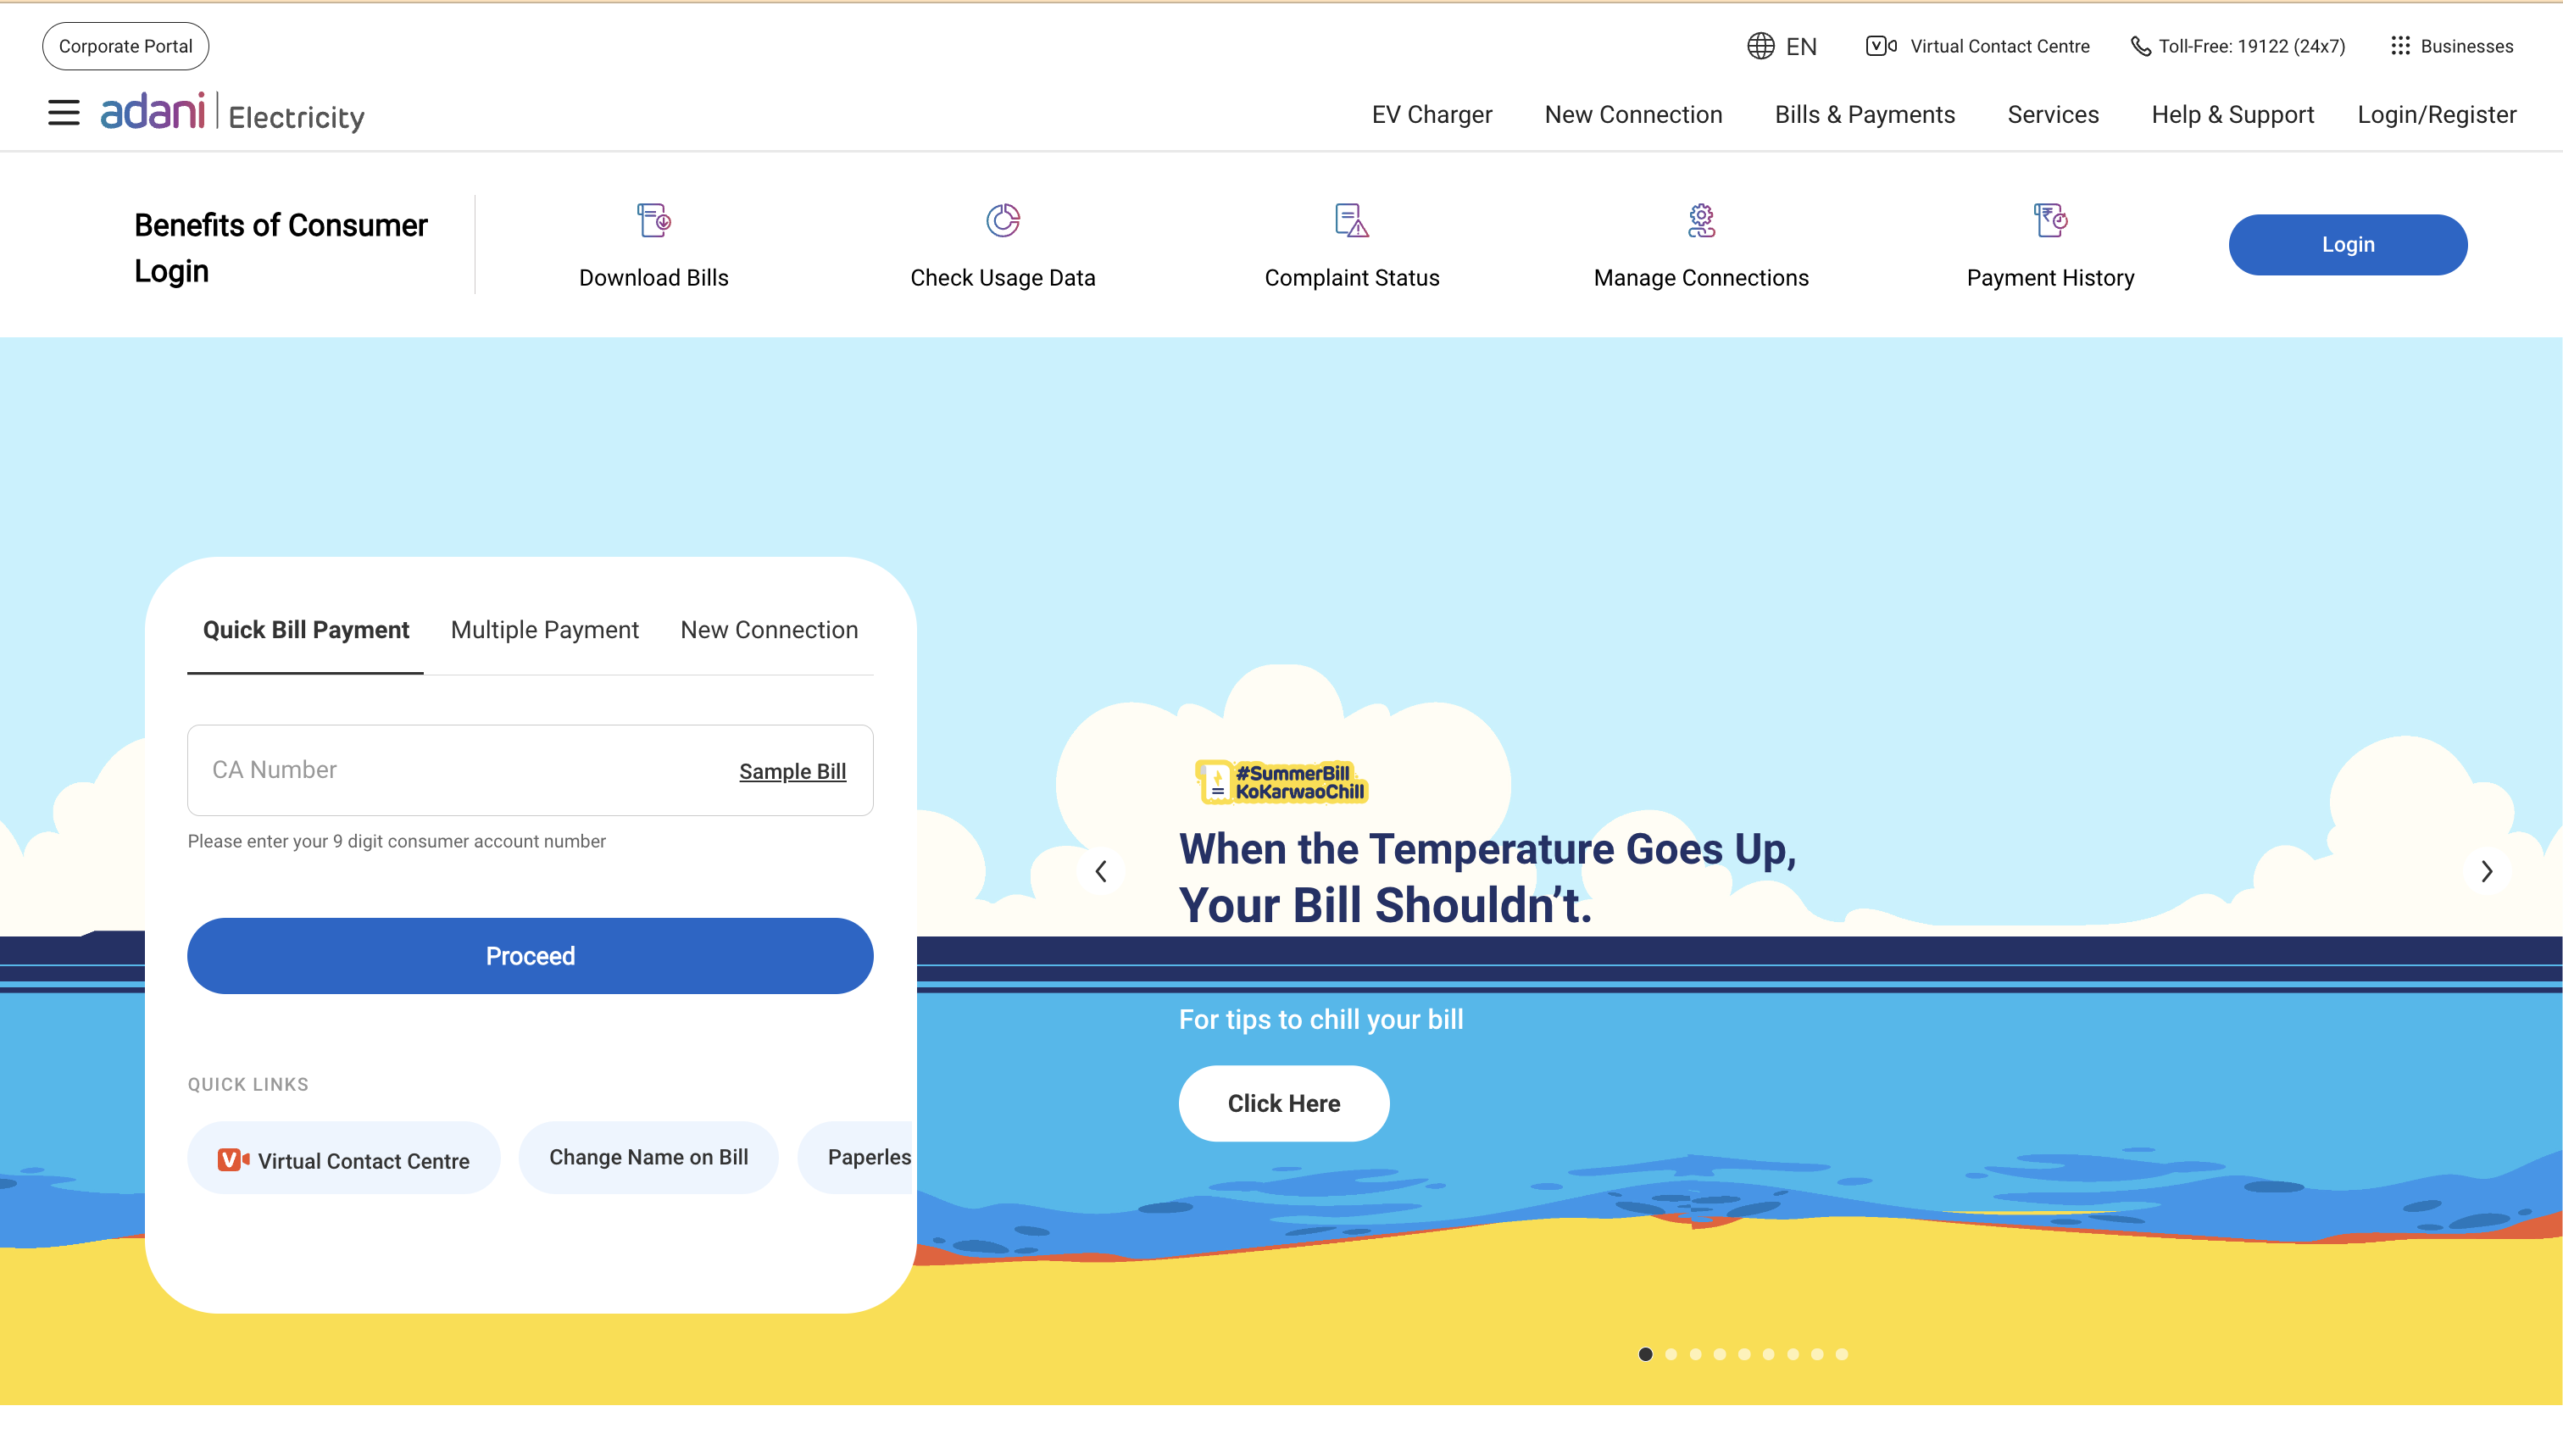 Corporate Portal
EN
Virtual Contact Centre
Toll-Free: 19122 (24x7)
Businesses
adani Electricity
EV Charger
New Connection
Bills & Payments
Services
Help & Support
Login/Register
Benefits of Consumer
Login
Download Bills
Check Usage Data
Complaint Status
Manage Connections
Payment History
Login
Quick Bill Payment
Multiple Payment
New Connection
CA Number
Sample Bill
Please enter your 9 digit consumer account number
Proceed
QUICK LINKS
Virtual Contact Centre
Change Name on Bill
Paperles
#SummerBill
KoKarwaoChill
When the Temperature Goes Up,
Your Bill Shouldn’t.
For tips to chill your bill
Click Here